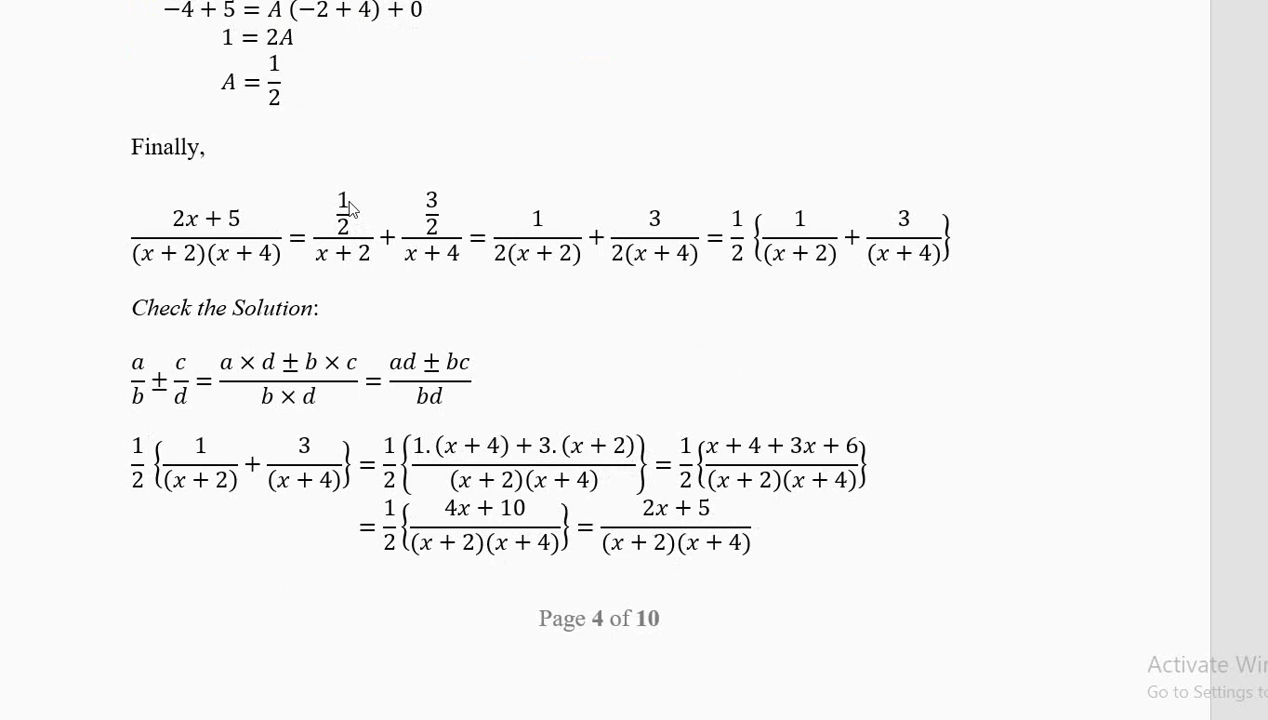 −4 + 5 = A (−2 + 4) + 0
1 = 2A
A = 1/2
Finally,
(2x + 5)/((x + 2)(x + 4)) = (1/2)/(x + 2) + (3/2)/(x + 4) = 1/(2(x + 2)) + 3/(2(x + 4)) = 1/2 {1/((x + 2)) + 3/((x + 4))}
Check the Solution:
a/b ± c/d = (a × d ± b × c)/(b × d) = (ad ± bc)/(bd)
1/2 {1/((x + 2)) + 3/((x + 4))} = 1/2 {(1.(x + 4) + 3.(x + 2))/((x + 2)(x + 4))} = 1/2 {(x + 4 + 3x + 6)/((x + 2)(x + 4))}
= 1/2 {(4x + 10)/((x + 2)(x + 4))} = (2x + 5)/((x + 2)(x + 4))
Page 4 of 10
Activate Wi
Go to Settings t